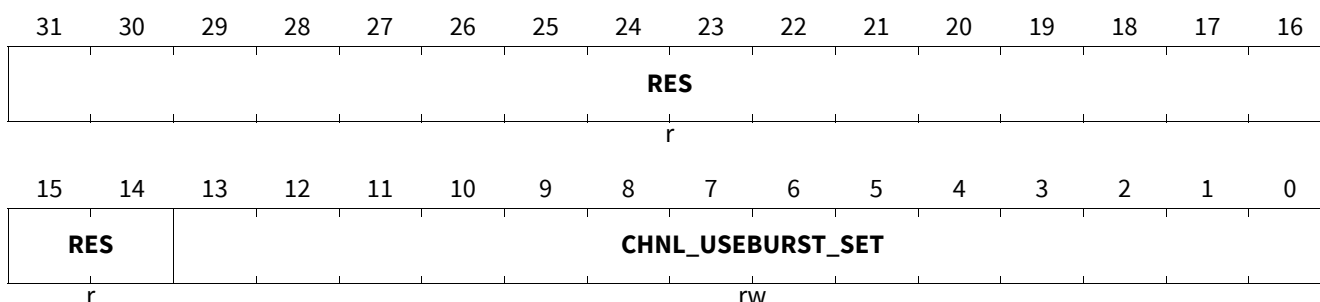 31 30 29 28 27 26 25 24 23 22 21 20 19 18 17 16
RES
r
15 14 13 12 11 10 9 8 7 6 5 4 3 2 1 0
RES CHNL_USEBURST_SET
r rw